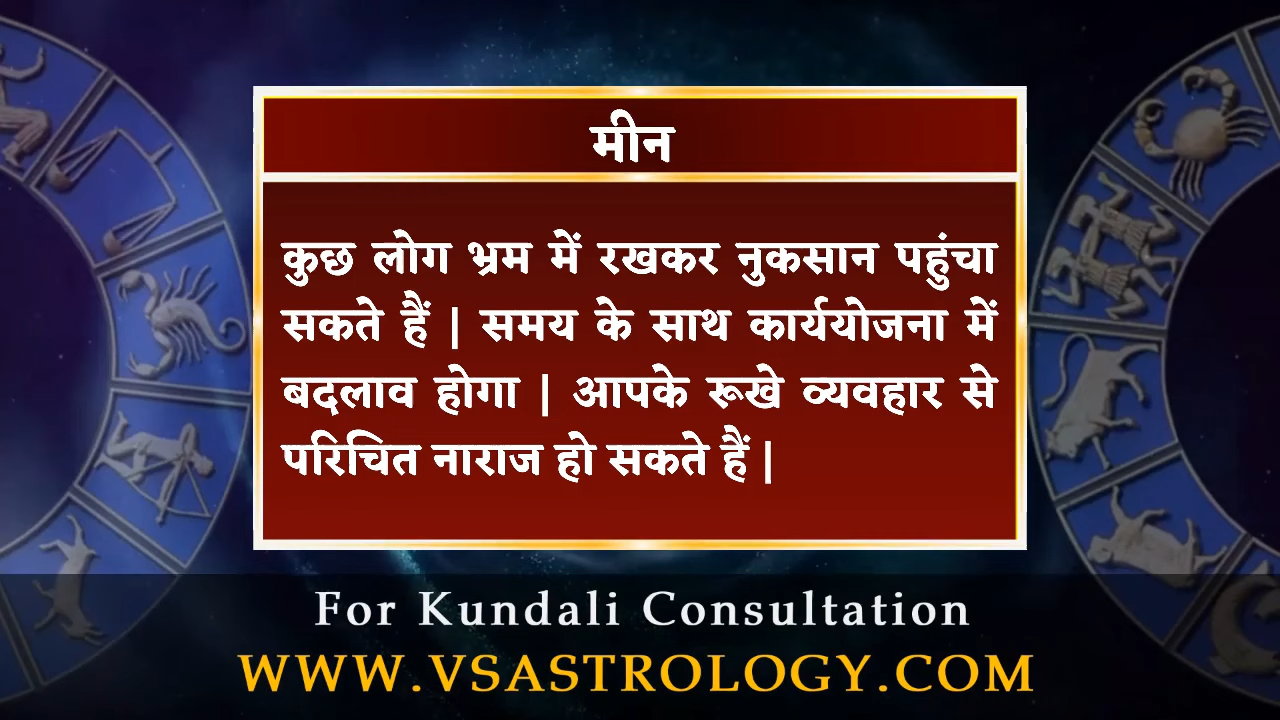 मीन
कुछ लोग भ्रम में रखकर नुकसान पहुंचा
सकते हैं | समय के साथ कार्ययोजना में
बदलाव होगा | आपके रूखे व्यवहार से
परिचित नाराज हो सकते हैं |
For Kundali Consultation
WWW.VSASTROLOGY.COM